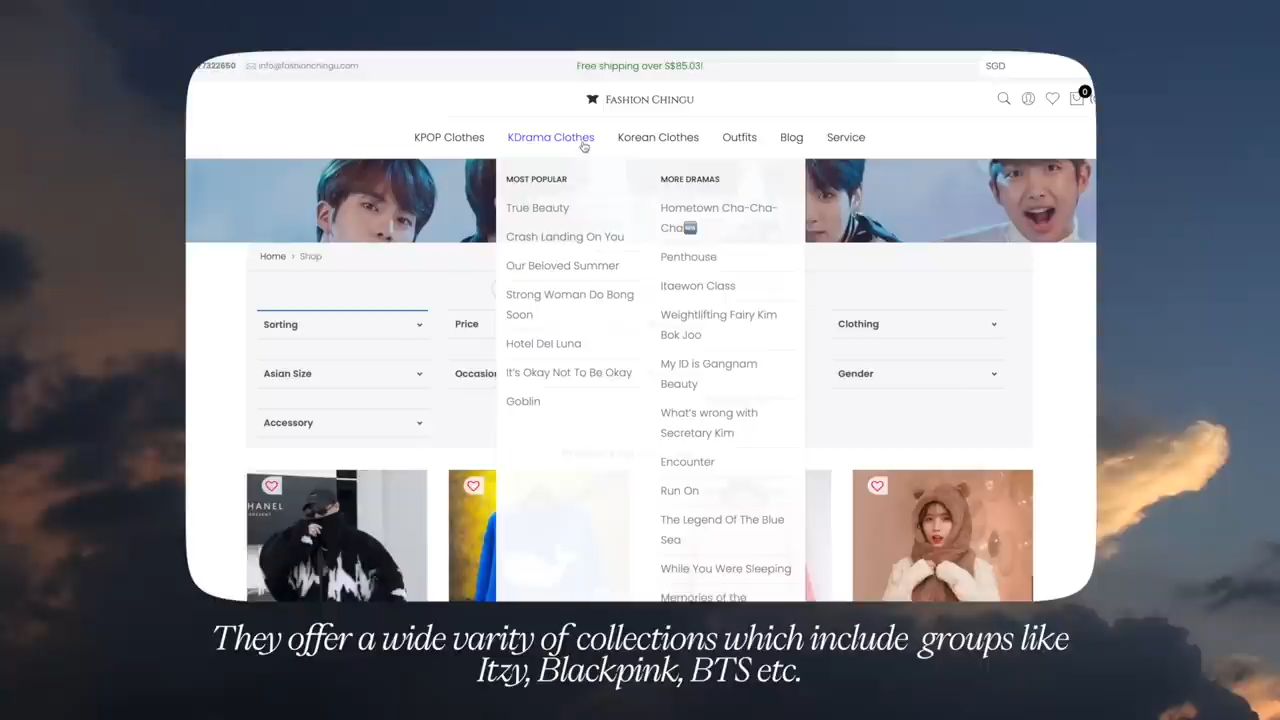 7322650 info@fashionchingu.com Free shipping over S$85.03! SGD
FASHION CHINGU 0
KPOP Clothes KDrama Clothes Korean Clothes Outfits Blog Service
MOST POPULAR
True Beauty
Crash Landing On You
Our Beloved Summer
Strong Woman Do Bong
Soon
Hotel Del Luna
It's Okay Not To Be Okay
Goblin
MORE DRAMAS
Hometown Cha-Cha-
Cha
Penthouse
Itaewon Class
Weightlifting Fairy Kim
Bok Joo
My ID is Gangnam
Beauty
What's wrong with
Secretary Kim
Encounter
Run On
The Legend Of The Blue
Sea
While You Were Sleeping
Memories of the
Home > Shop
Sorting
Price
Clothing
Asian Size
Occasion
Gender
Accessory
HANEL
They offer a wide varity of collections which include groups like
Itzy, Blackpink, BTS etc.